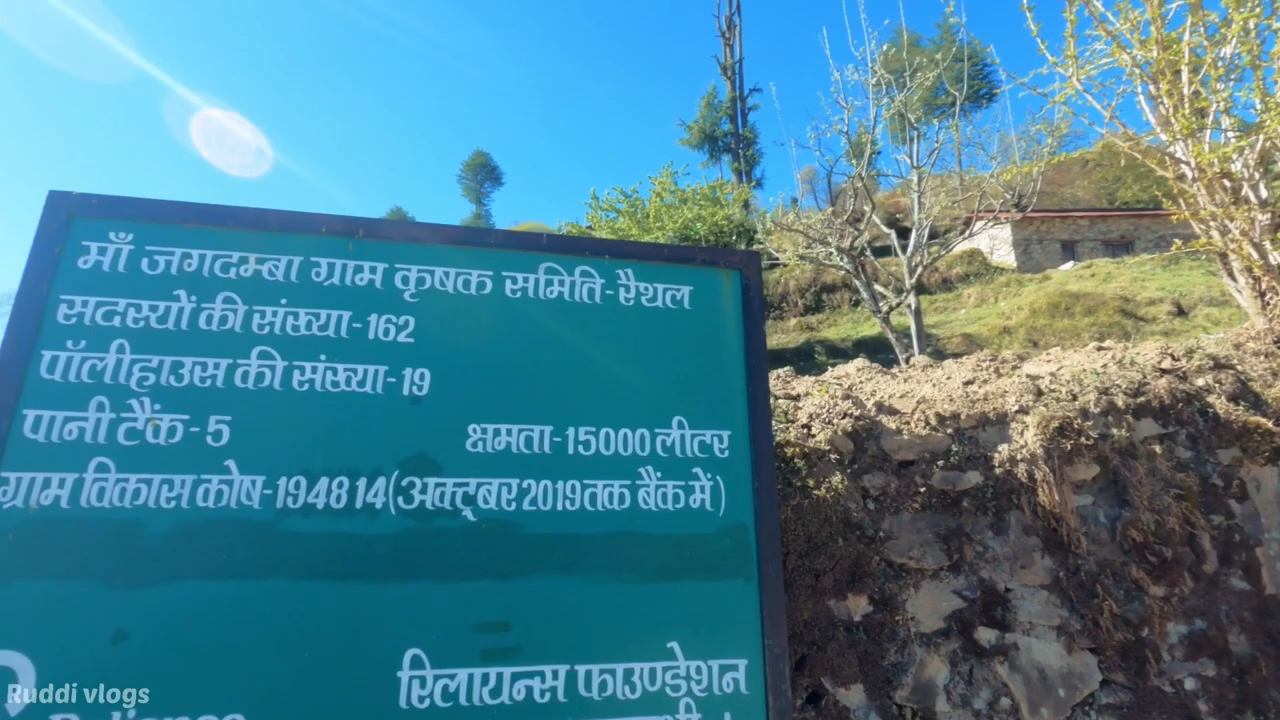 माँ जगदम्बा ग्राम कृषक समिति-रैथल
सदस्यों की संख्या-162
पॉलीहाउस की संख्या-19
पानी टैंक-5 क्षमता-15000 लीटर
ग्राम विकास कोष-194814(अक्टूबर 2019 तक बैंक में)
रिलायन्स फाउण्डेशन
Ruddi vlogs